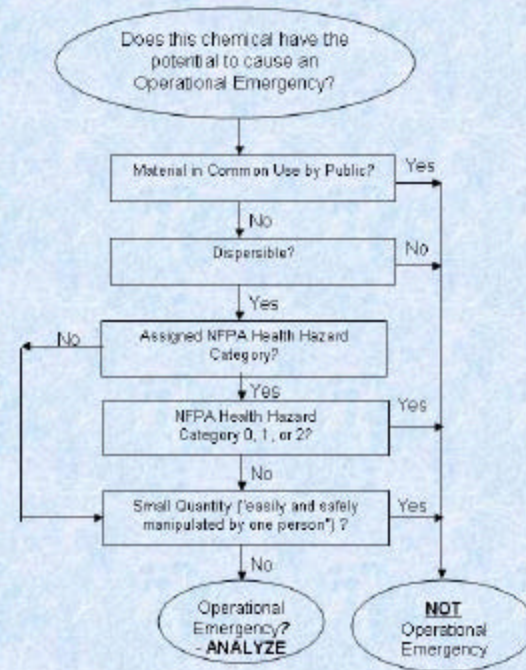 Does this chemical have the
potential to cause an
Operational Emergency?
Material in Common Use by Public?
Yes
No
Dispersible?
No
Yes
Assigned NFPA Health Hazard
Category?
No
Yes
NFPA Health Hazard
Category 0, 1, or 2?
Yes
No
Small Quantity ("easily and safely
manipulated by one person") ?
Yes
No
Operational
Emergency?
- ANALYZE
NOT
Operational
Emergency